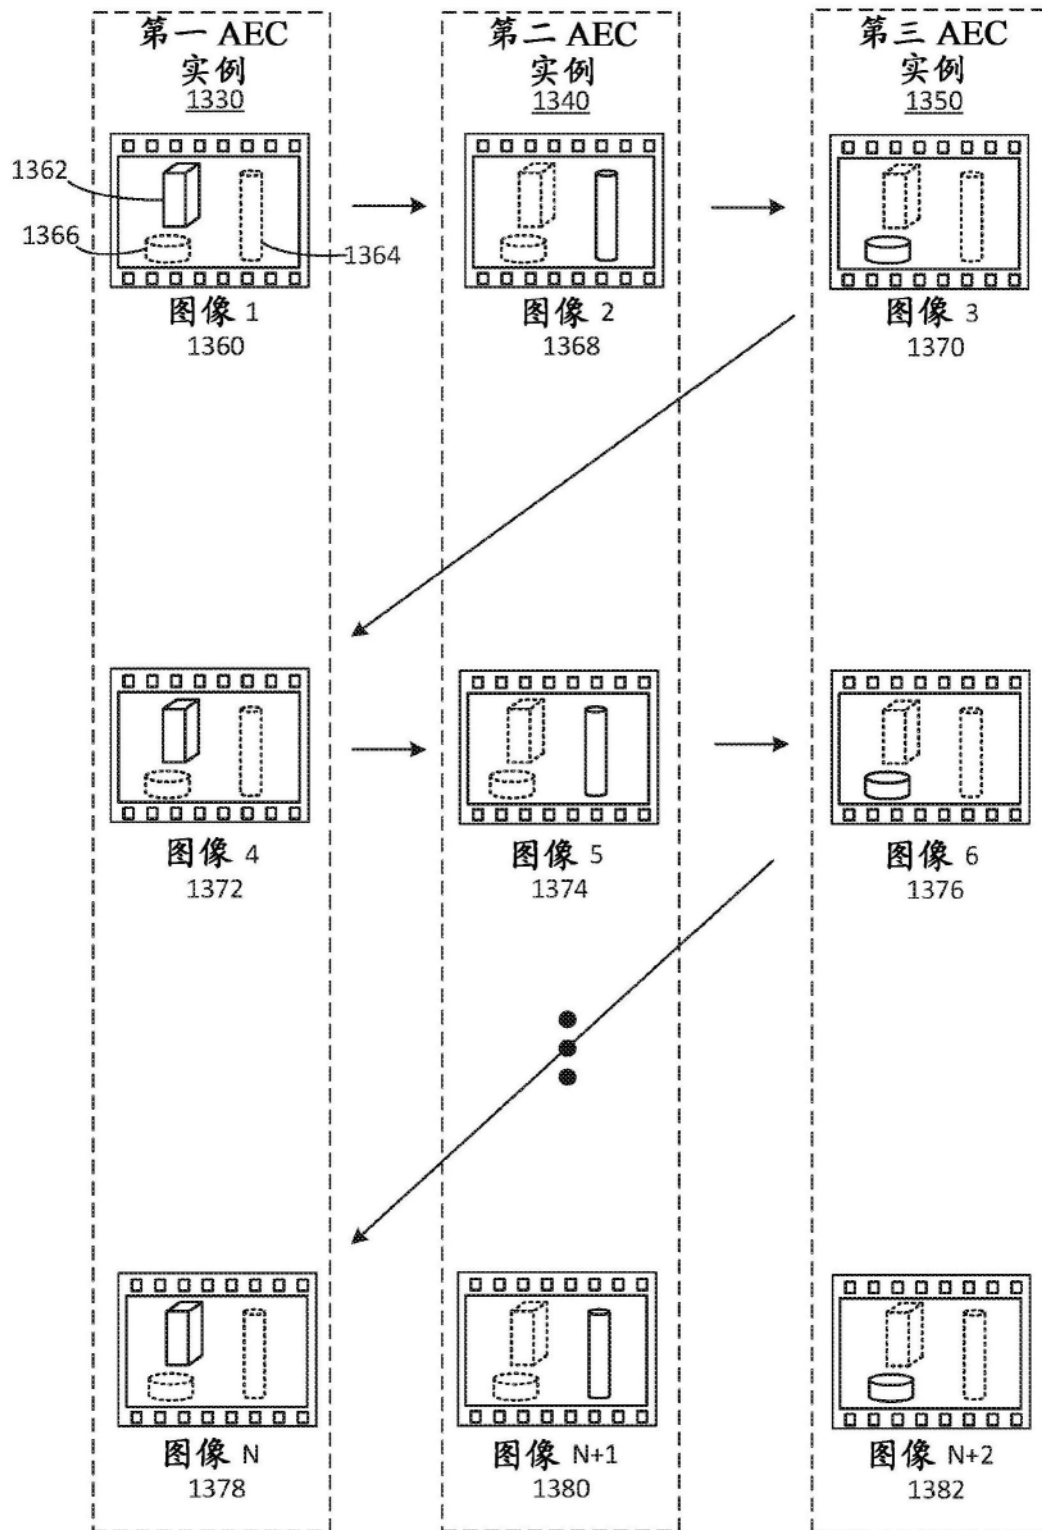 第一 AEC
实例
1330
第二 AEC
实例
1340
第三 AEC
实例
1350
1362
1366
1364
图像 1
1360
图像 2
1368
图像 3
1370
图像 4
1372
图像 5
1374
图像 6
1376
图像 N
1378
图像 N+1
1380
图像 N+2
1382